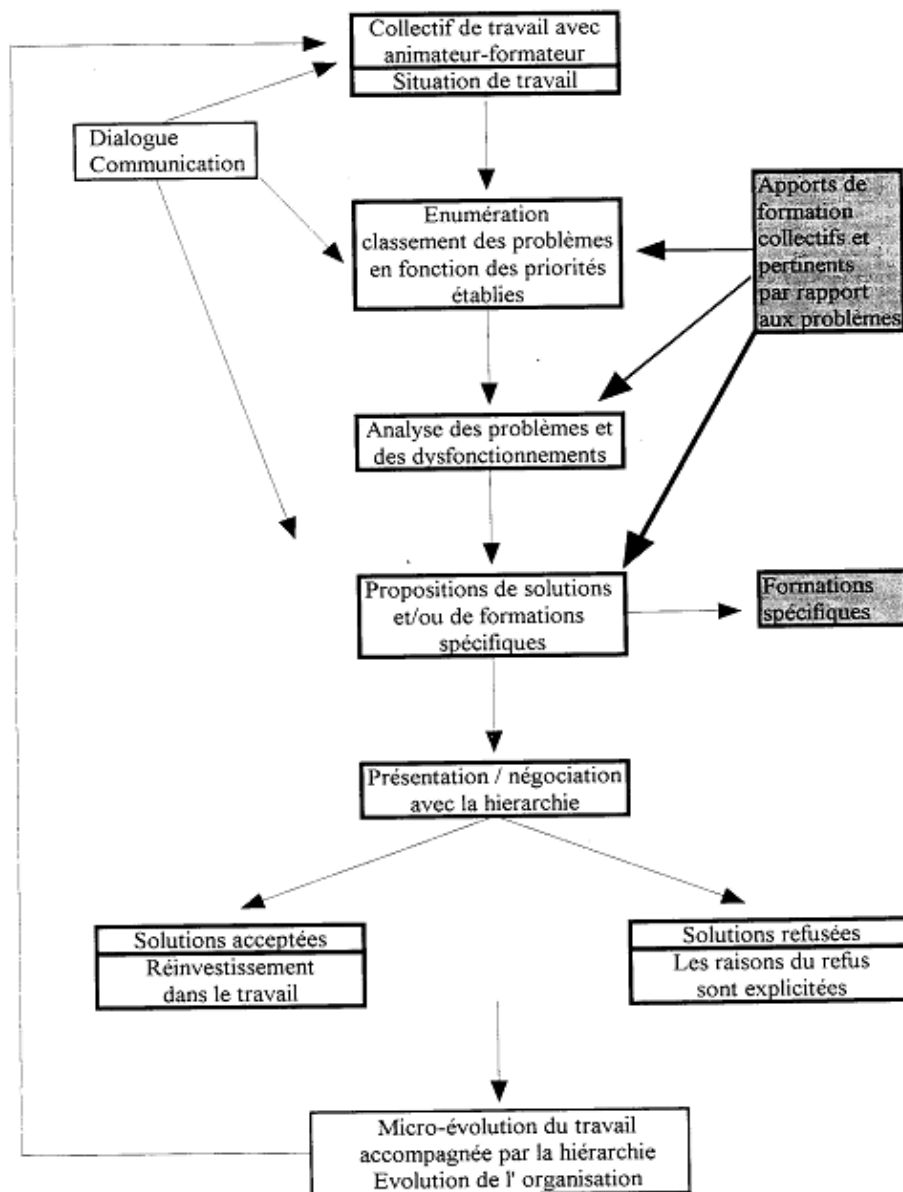 Collectif de travail avec
animateur-formateur
Situation de travail
Dialogue
Communication
Enumération
classement des problèmes
en fonction des priorités
établies
Apports de
formation
collectifs et
pertinents
par rapport
aux problèmes
Analyse des problèmes et
des dysfonctionnements
Propositions de solutions
et/ou de formations
spécifiques
Formations
spécifiques
Présentation / négociation
avec la hierarchie
Solutions acceptées
Réinvestissement
dans le travail
Solutions refusées
Les raisons du refus
sont explicitées
Micro-évolution du travail
accompagnée par la hiérarchie
Evolution de l' organisation